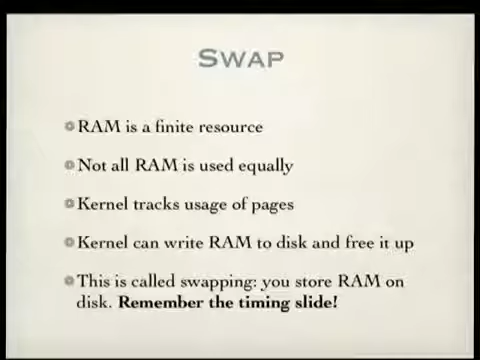 SWAP
RAM is a finite resource
Not all RAM is used equally
Kernel tracks usage of pages
Kernel can write RAM to disk and free it up
This is called swapping: you store RAM on
disk. Remember the timing slide!